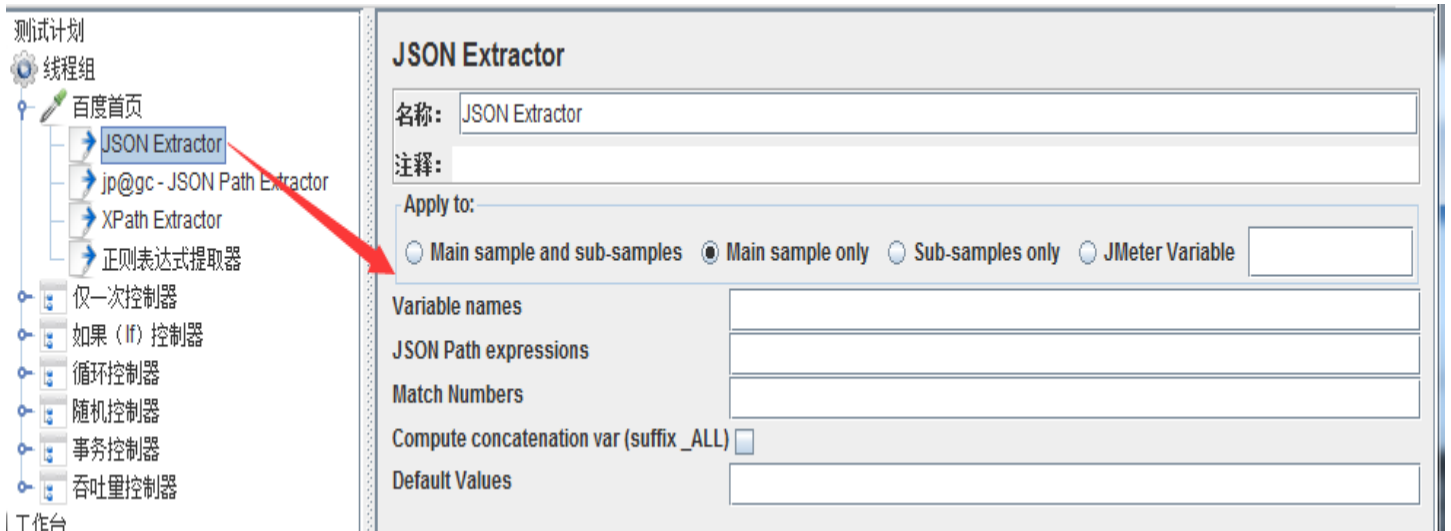 测试计划
线程组
百度首页
JSON Extractor
jp@gc - JSON Path Extractor
XPath Extractor
正则表达式提取器
仅一次控制器
如果（If）控制器
循环控制器
随机控制器
事务控制器
吞吐量控制器
工作台
JSON Extractor
名称： JSON Extractor
注释：
Apply to:
Main sample and sub-samples Main sample only Sub-samples only JMeter Variable
Variable names
JSON Path expressions
Match Numbers
Compute concatenation var (suffix _ALL)
Default Values